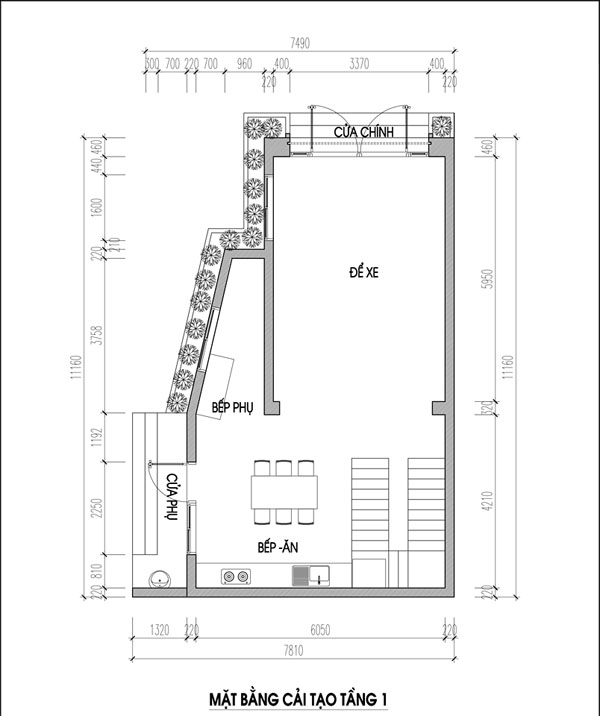 7490
300 700 220 700 960 220 400 3370 400 220
CỬA CHÍNH
460
440
1600
210
220
3758
11160
1192
2250
810
220
460
5950
11160
320
4210
220
ĐỂ XE
BẾP PHỤ
CỬA PHỤ
BẾP -ĂN
1320 220 6050 220
7810
MẶT BẰNG CẢI TẠO TẦNG 1